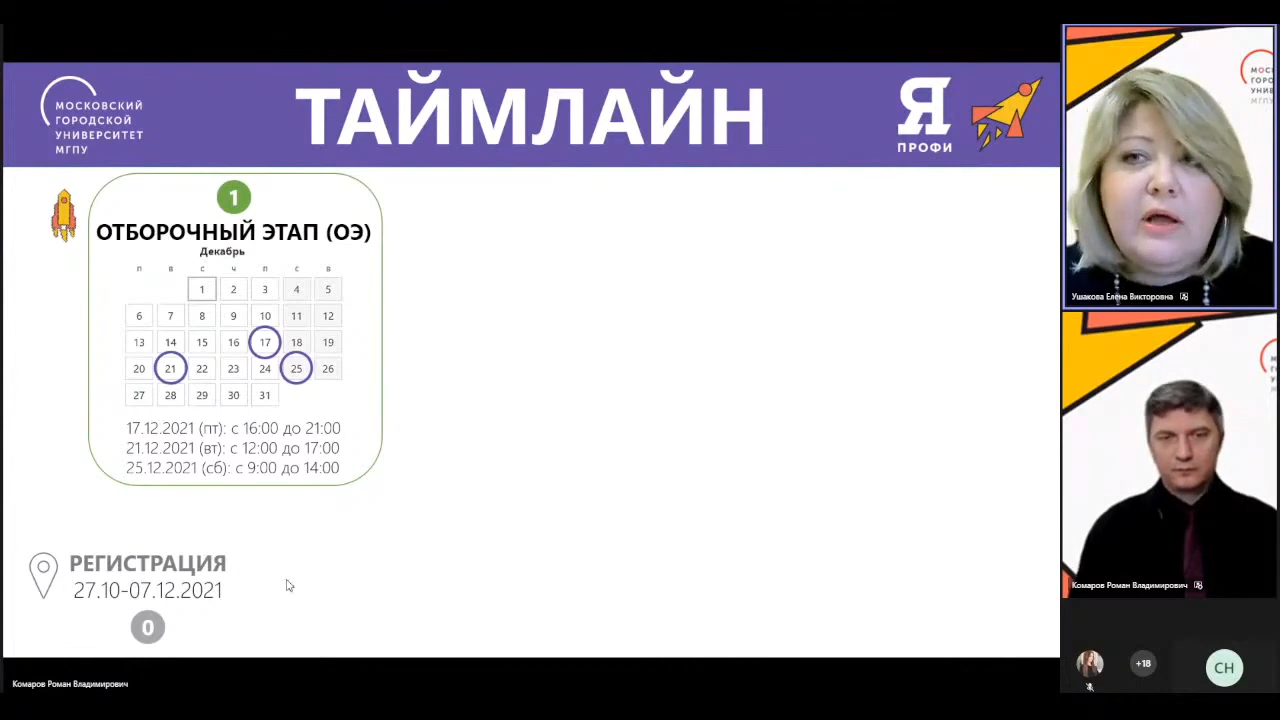 МОСКОВСКИЙ
ГОРОДСКОЙ
УНИВЕРСИТЕТ
МГПУ
ТАЙМЛАЙН
Я
ПРОФИ
1
ОТБОРОЧНЫЙ ЭТАП (ОЭ)
Декабрь
п в с ч п с в
1 2 3 4 5
6 7 8 9 10 11 12
13 14 15 16 17 18 19
20 21 22 23 24 25 26
27 28 29 30 31
17.12.2021 (пт): с 16:00 до 21:00
21.12.2021 (вт): с 12:00 до 17:00
25.12.2021 (сб): с 9:00 до 14:00
РЕГИСТРАЦИЯ
27.10-07.12.2021
0
Комаров Роман Владимирович
Ушакова Елена Викторовна
Комаров Роман Владимирович
+18
СН